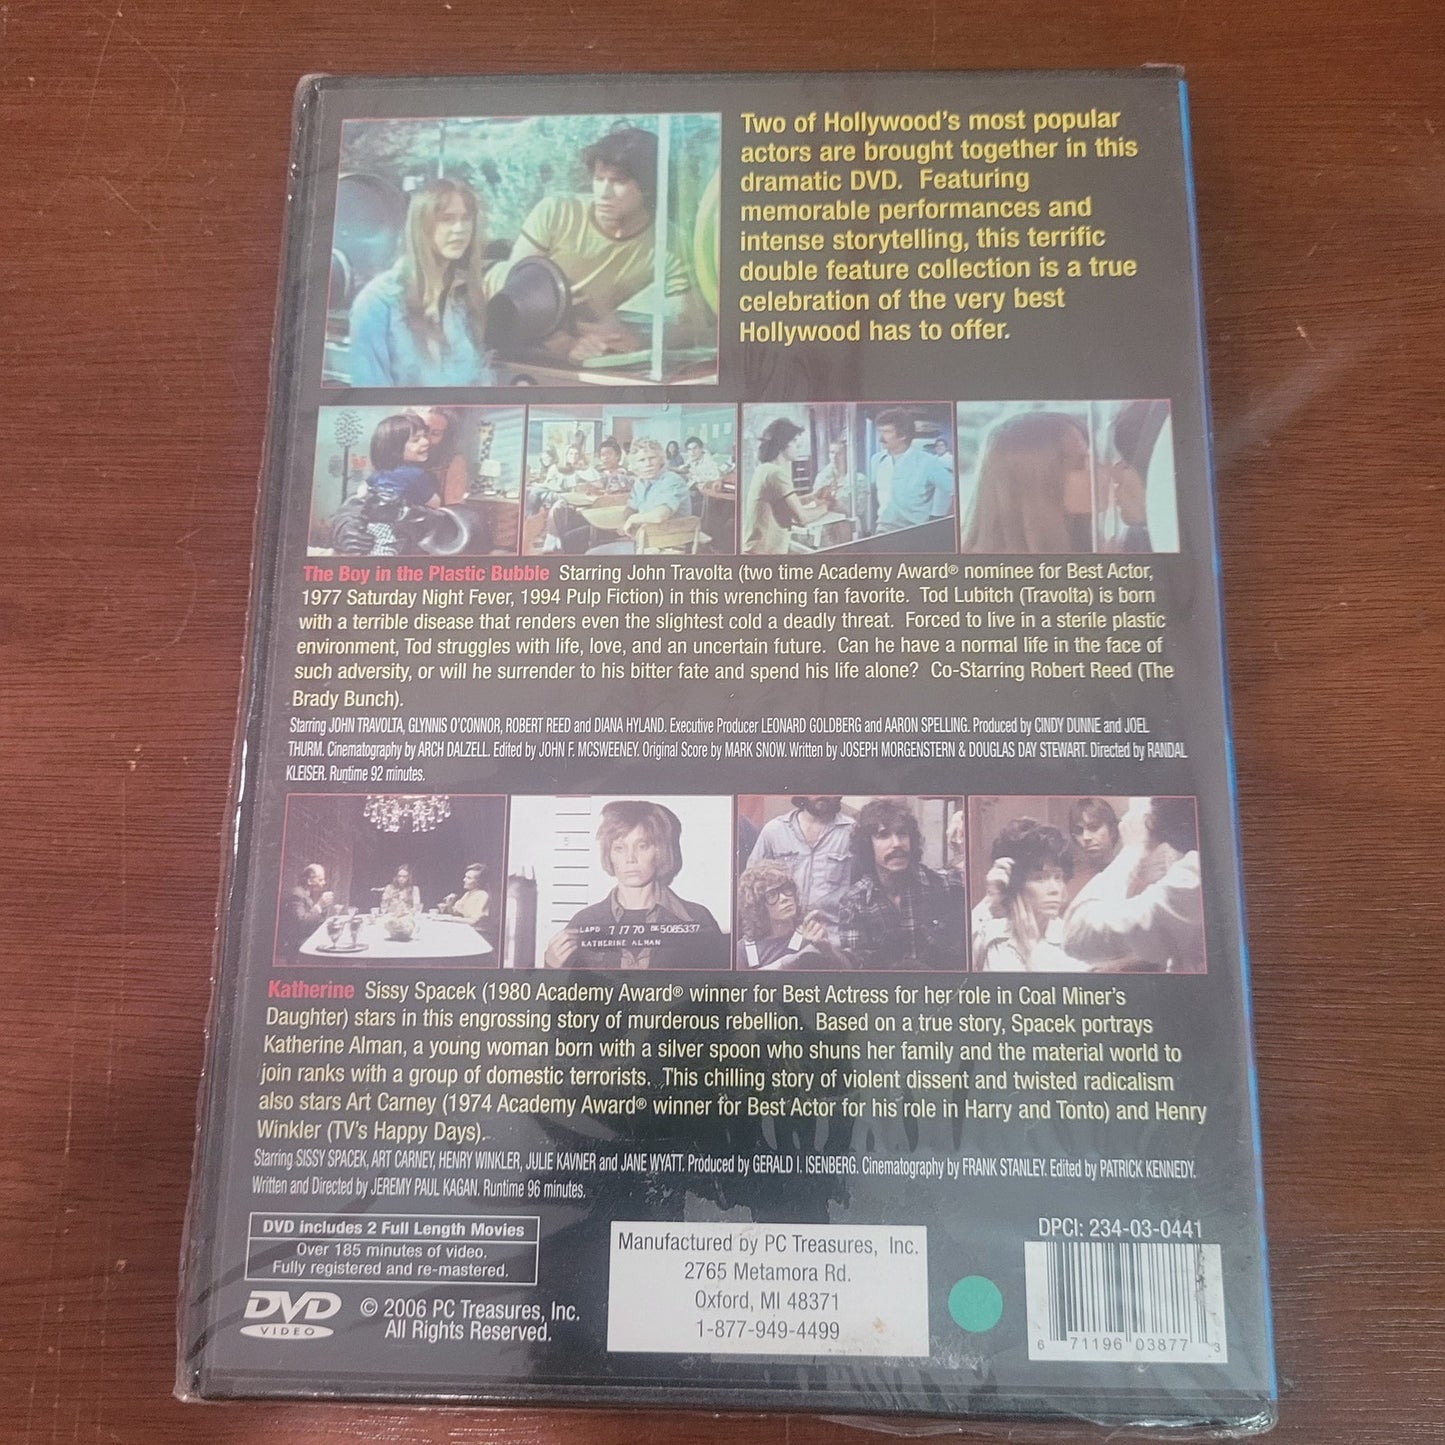 Two of Hollywood's most popular
actors are brought together in this
dramatic DVD. Featuring
memorable performances and
intense storytelling, this terrific
double feature collection is a true
celebration of the very best
Hollywood has to offer.
The Boy in the Plastic Bubble Starring John Travolta (two time Academy Award® nominee for Best Actor,
1977 Saturday Night Fever, 1994 Pulp Fiction) in this wrenching fan favorite. Tod Lubitch (Travolta) is born
with a terrible disease that renders even the slightest cold a deadly threat. Forced to live in a sterile plastic
environment, Tod struggles with life, love, and an uncertain future. Can he have a normal life in the face of
such adversity, or will he surrender to his bitter fate and spend his life alone? Co-Starring Robert Reed (The
Brady Bunch).
Starring JOHN TRAVOLTA, GLYNNIS O'CONNOR, ROBERT REED and DIANA HYLAND. Executive Producer LEONARD GOLDBERG and AARON SPELLING. Produced by CINDY DUNNE and JOEL
THURM. Cinematography by ARCH DALZELL. Edited by JOHN F. MCSWEENEY. Original Score by MARK SNOW. Written by JOSEPH MORGENSTERN & DOUGLAS DAY STEWART. Directed by RANDAL
KLEISER. Runtime 92 minutes.
5
LAPD 7 17 70 BK 5085337
KATHERINE ALMAN
Katherine Sissy Spacek (1980 Academy Award® winner for Best Actress for her role in Coal Miner's
Daughter) stars in this engrossing story of murderous rebellion. Based on a true story, Spacek portrays
Katherine Alman, a young woman born with a silver spoon who shuns her family and the material world to
join ranks with a group of domestic terrorists. This chilling story of violent dissent and twisted radicalism
also stars Art Carney (1974 Academy Award® winner for Best Actor for his role in Harry and Tonto) and Henry
Winkler (TV's Happy Days).
Starring SISSY SPACEK, ART CARNEY, HENRY WINKLER, JULIE KAVNER and JANE WYATT. Produced by GERALD I. ISENBERG. Cinematography by FRANK STANLEY. Edited by PATRICK KENNEDY.
Written and Directed by JEREMY PAUL KAGAN. Runtime 96 minutes.
DVD includes 2 Full Length Movies
Over 185 minutes of video.
Fully registered and re-mastered.
DVD
VIDEO
© 2006 PC Treasures, Inc.
All Rights Reserved.
Manufactured by PC Treasures, Inc.
2765 Metamora Rd.
Oxford, MI 48371
1-877-949-4499
DPCI: 234-03-0441
6 71196 03877 3